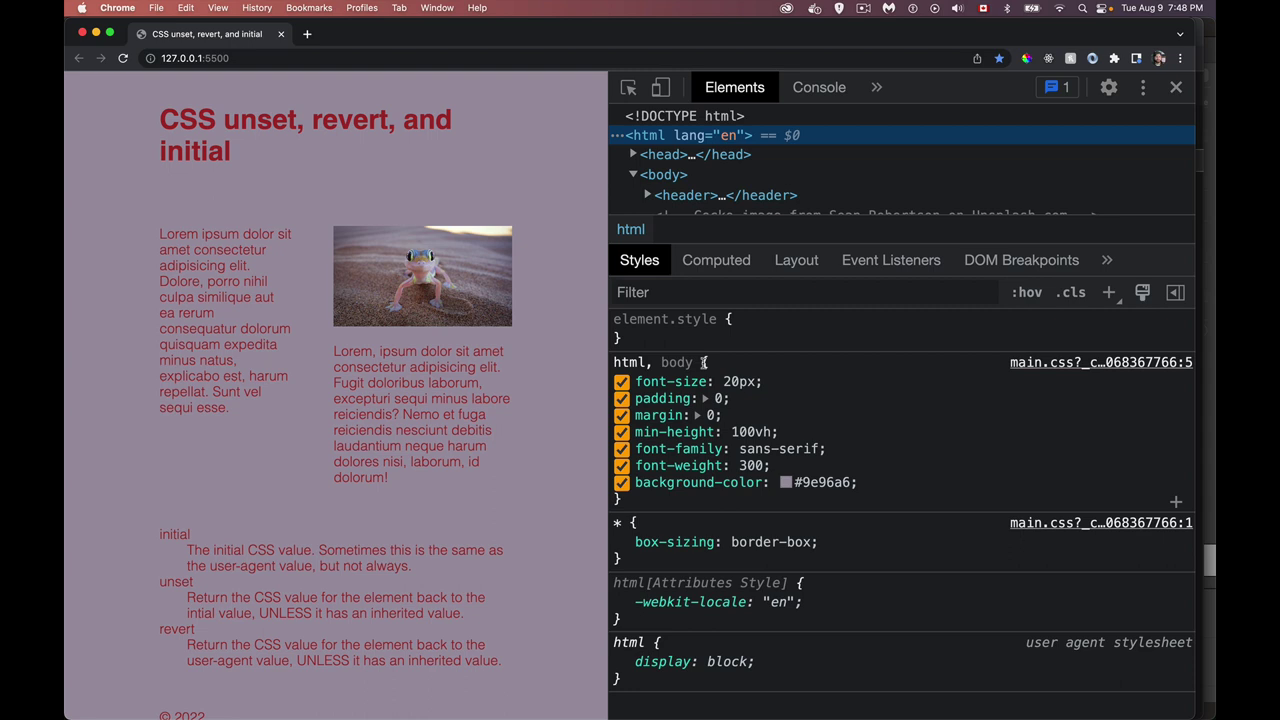 Chrome File Edit View History Bookmarks Profiles Tab Window Help Tue Aug 9 7:48 PM
CSS unset, revert, and initial
127.0.0.1:5500
CSS unset, revert, and
initial
Lorem ipsum dolor sit
amet consectetur
adipisicing elit.
Dolore, porro nihil
culpa similique aut
ea rerum
consequatur dolorum
quisquam expedita
minus natus,
explicabo est, harum
repellat. Sunt vel
sequi esse.
Lorem, ipsum dolor sit amet
consectetur adipisicing elit.
Fugit doloribus laborum,
excepturi sequi minus labore
reiciendis? Nemo et fuga
reiciendis nesciunt debitis
laudantium neque harum
dolores nisi, laborum, id
dolorum!
initial
The initial CSS value. Sometimes this is the same as
the user-agent value, but not always.
unset
Return the CSS value for the element back to the
intial value, UNLESS it has an inherited value.
revert
Return the CSS value for the element back to the
user-agent value, UNLESS it has an inherited value.
© 2022
Elements Console » 1
<!DOCTYPE html>
···<html lang="en"> == $0
<head>…</head>
<body>
<header>…</header>
<!-- Gecko image from Sean Robertson on Unsplash.com -->
html
Styles Computed Layout Event Listeners DOM Breakpoints »
Filter :hov .cls +
element.style {
}
html, body { main.css?_c…068367766:5
font-size: 20px;
padding: 0;
margin: 0;
min-height: 100vh;
font-family: sans-serif;
font-weight: 300;
background-color: #9e96a6;
}
* { main.css?_c…068367766:1
box-sizing: border-box;
}
html[Attributes Style] {
-webkit-locale: "en";
}
html { user agent stylesheet
display: block;
}